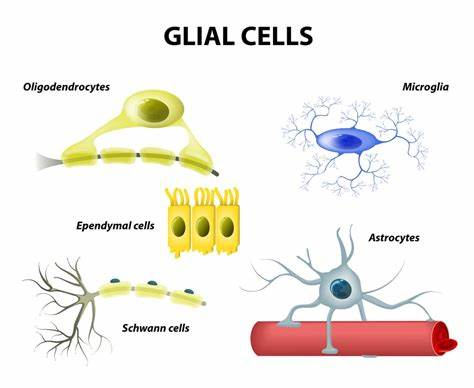 GLIAL CELLS
Oligodendrocytes
Microglia
Ependymal cells
Astrocytes
Schwann cells